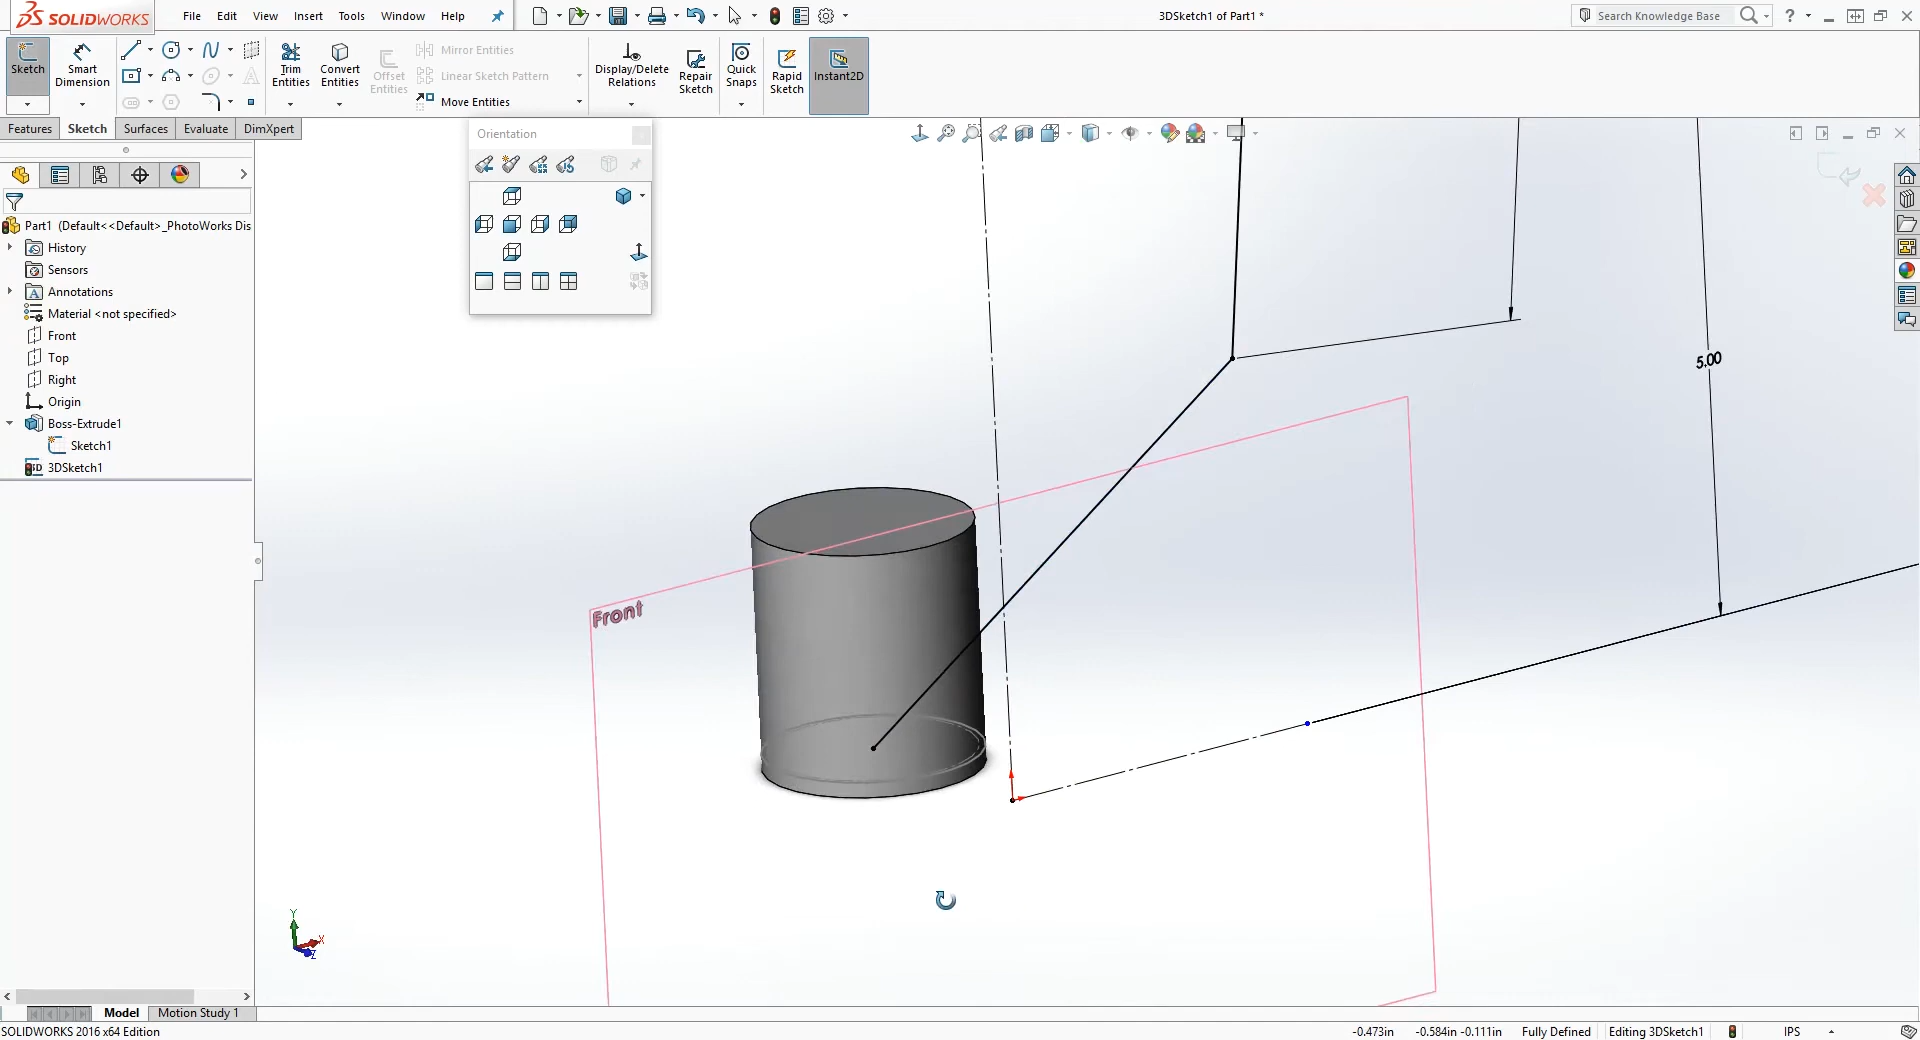 SOLIDWORKS
File Edit View Insert Tools Window Help
3DSketch1 of Part1 *
Search Knowledge Base
Sketch
Smart Dimension
Trim Entities
Convert Entities
Offset Entities
Mirror Entities
Linear Sketch Pattern
Move Entities
Display/Delete Relations
Repair Sketch
Quick Snaps
Rapid Sketch
Instant2D
Features Sketch Surfaces Evaluate DimXpert
Orientation
Part1 (Default<<Default>_PhotoWorks Dis
History
Sensors
Annotations
Material <not specified>
Front
Top
Right
Origin
Boss-Extrude1
Sketch1
3D 3DSketch1
5.00
Front
Y
X
Z
Model Motion Study 1
SOLIDWORKS 2016 x64 Edition
-0.473in -0.584in -0.111in Fully Defined Editing 3DSketch1 IPS